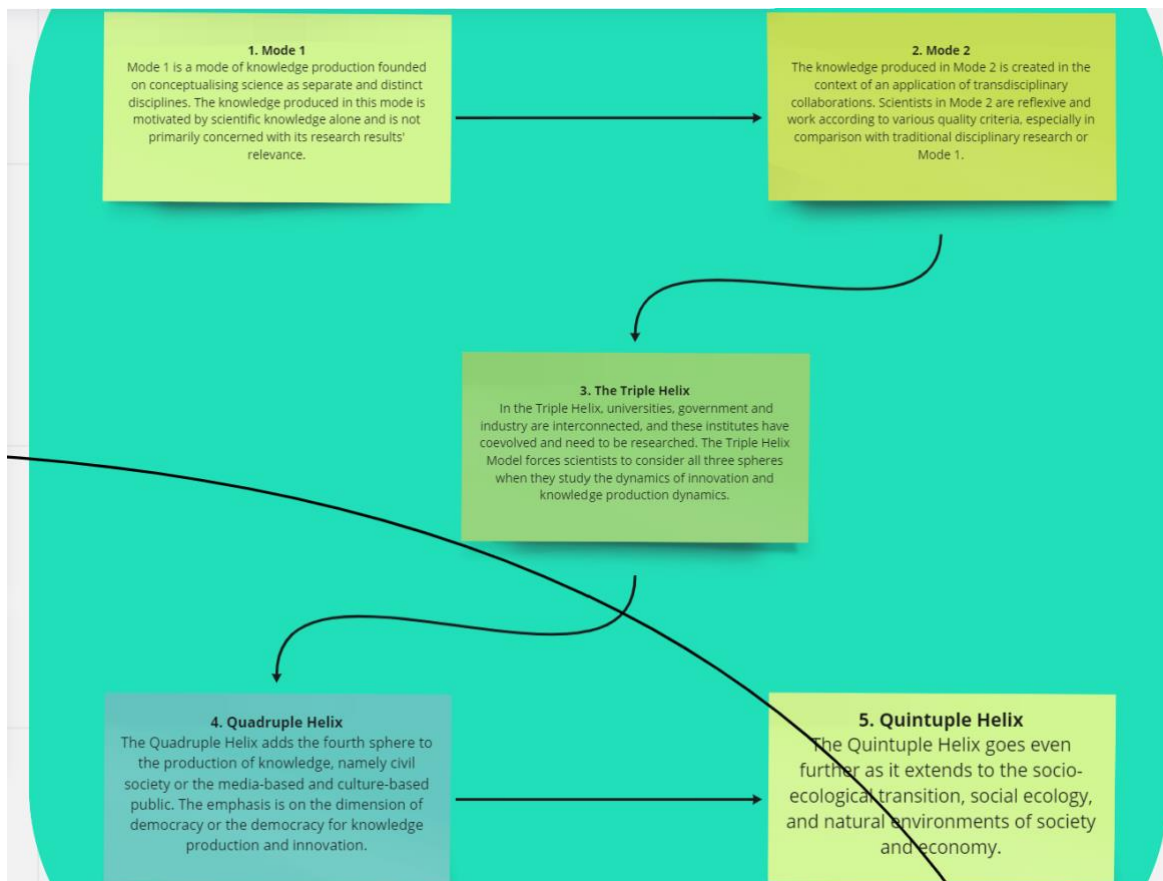 1. Mode 1
Mode 1 is a mode of knowledge production founded
on conceptualising science as separate and distinct
disciplines. The knowledge produced in this mode is
motivated by scientific knowledge alone and is not
primarily concerned with its research results'
relevance.
2. Mode 2
The knowledge produced in Mode 2 is created in the
context of an application of transdisciplinary
collaborations. Scientists in Mode 2 are reflexive and
work according to various quality criteria, especially in
comparison with traditional disciplinary research or
Mode 1.
3. The Triple Helix
In the Triple Helix, universities, government and
industry are interconnected, and these institutes have
coevolved and need to be researched. The Triple Helix
Model forces scientists to consider all three spheres
when they study the dynamics of innovation and
knowledge production dynamics.
4. Quadruple Helix
The Quadruple Helix adds the fourth sphere to
the production of knowledge, namely civil
society or the media-based and culture-based
public. The emphasis is on the dimension of
democracy or the democracy for knowledge
production and innovation.
5. Quintuple Helix
The Quintuple Helix goes even
further as it extends to the socio-
ecological transition, social ecology,
and natural environments of society
and economy.